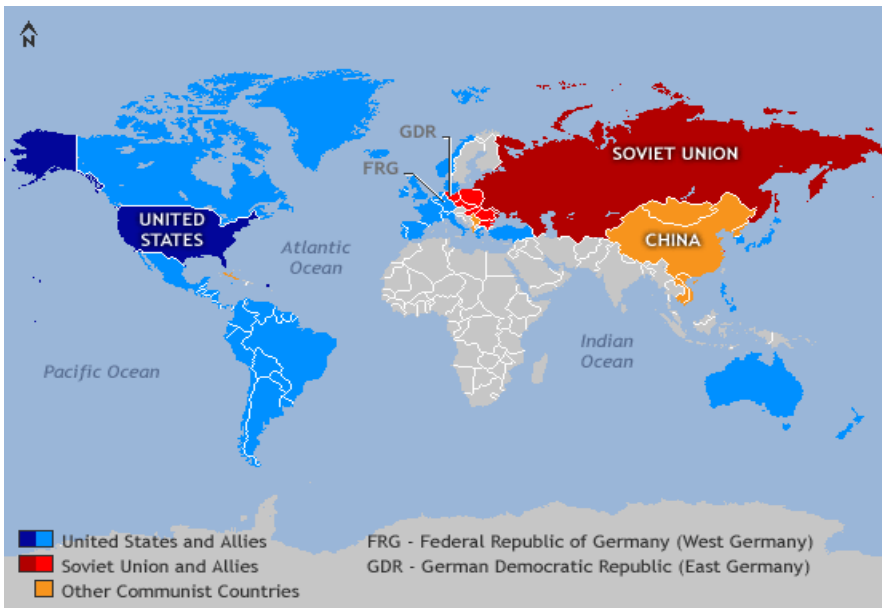 N
GDR
FRG
SOVIET UNION
UNITED
STATES
CHINA
Atlantic
Ocean
Indian
Ocean
Pacific Ocean
United States and Allies
Soviet Union and Allies
Other Communist Countries
FRG - Federal Republic of Germany (West Germany)
GDR - German Democratic Republic (East Germany)